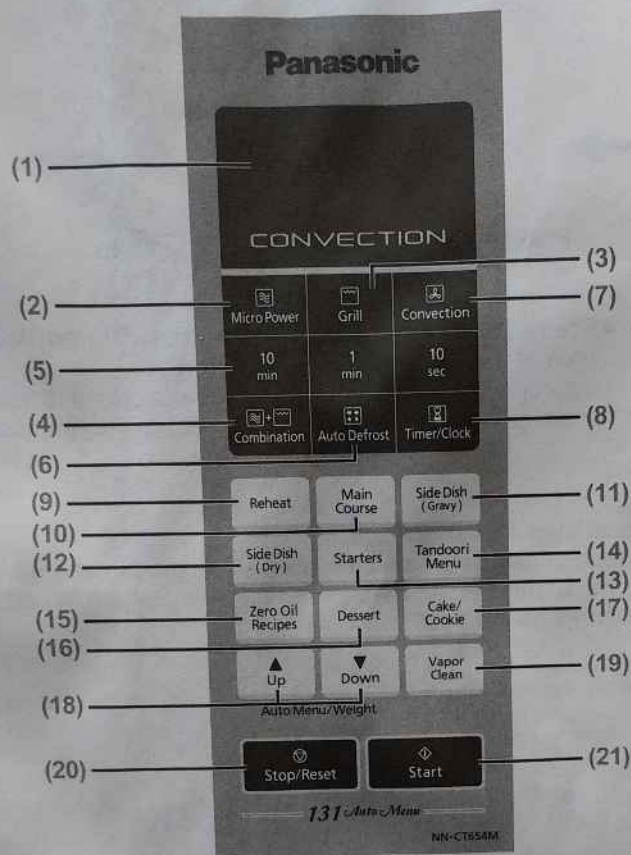 Panasonic
(1)
CONVECTION
(3)
(2)
Micro Power
Grill
Convection
(7)
(5)
10
min
1
min
10
sec
(4)
+
Combination
Auto Defrost
Timer/Clock
(8)
(6)
(9)
Reheat
Main
Course
Side Dish
(Gravy)
(11)
(10)
(12)
Side Dish
(Dry)
Starters
Tandoori
Menu
(14)
(13)
(15)
Zero Oil
Recipes
Dessert
Cake/
Cookie
(17)
(16)
Up
Down
Vapor
Clean
(19)
(18)
Auto Menu/Weight
(20)
Stop/Reset
Start
(21)
131 Auto Menu
NN-CT654M